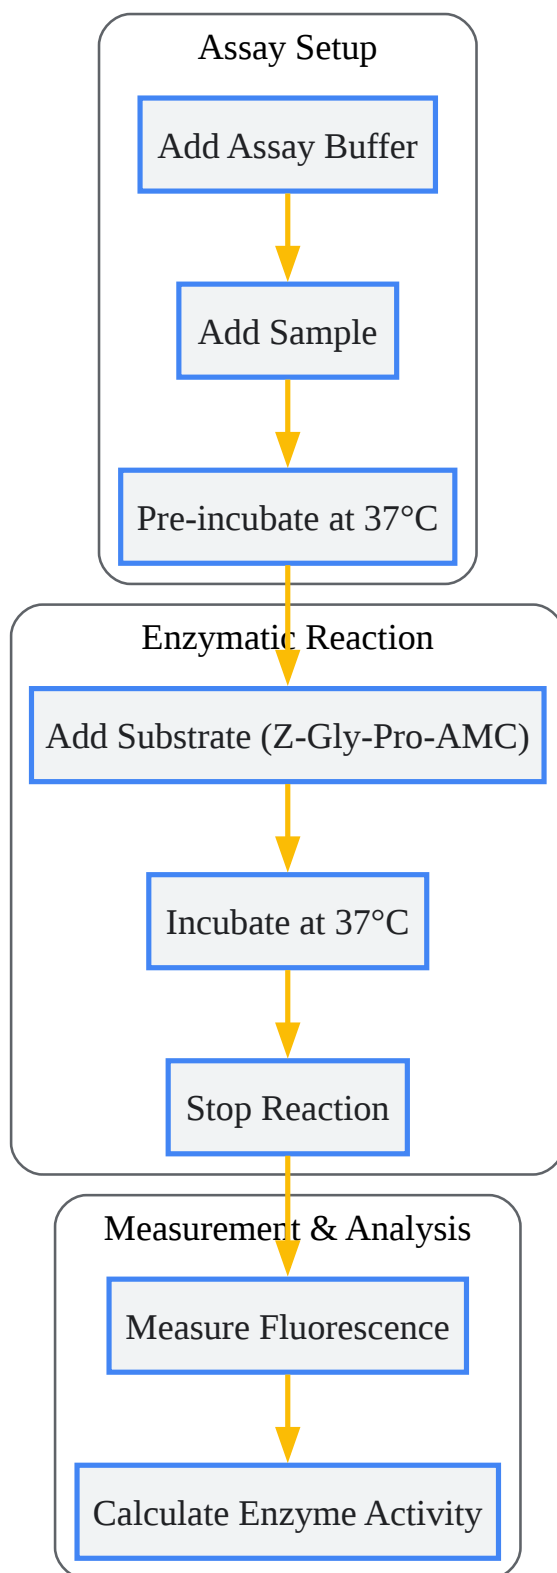 Assay Setup
Add Assay Buffer
Add Sample
Pre-incubate at 37°C
Enzymatic Reaction
Add Substrate (Z-Gly-Pro-AMC)
Incubate at 37°C
Stop Reaction
Measurement & Analysis
Measure Fluorescence
Calculate Enzyme Activity